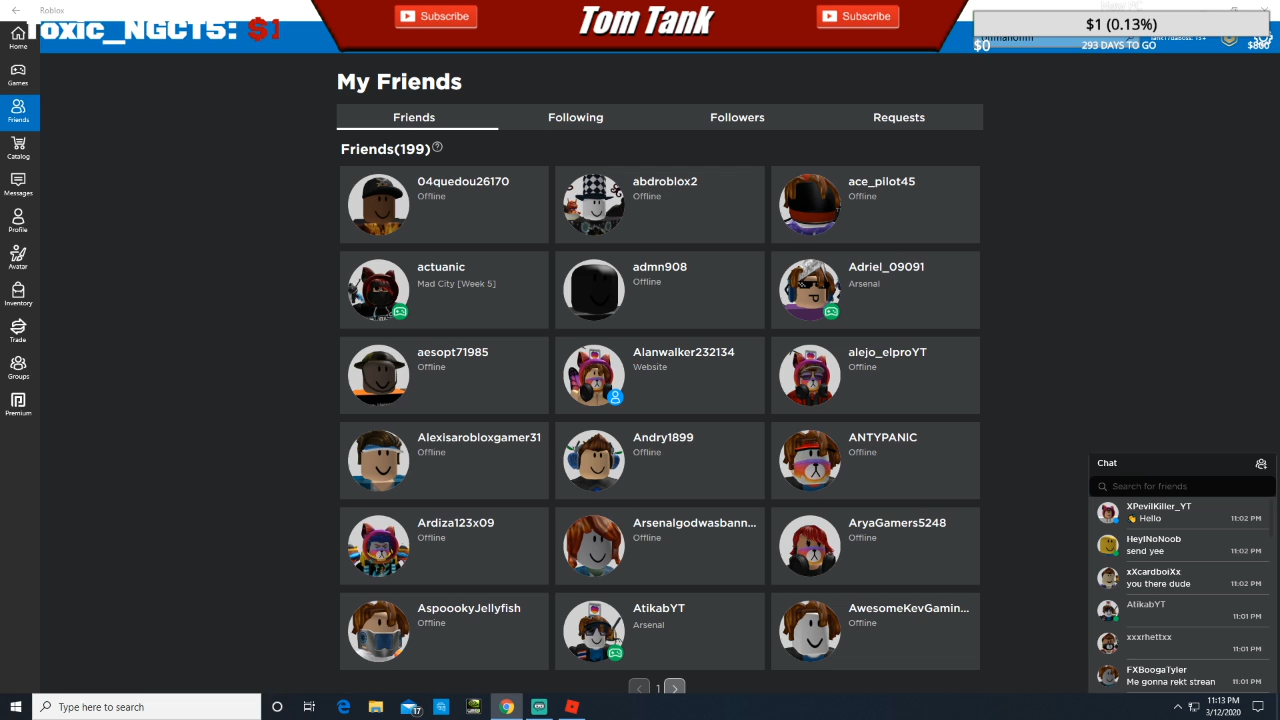 Roblox
Toxic_NGCT5: $1
Subscribe
Tom Tank
Subscribe
$1 (0.13%)
$0
293 DAYS TO GO
$800
Home
Games
Friends
Catalog
Messages
Profile
Avatar
Inventory
Trade
Groups
Premium
My Friends
Friends
Following
Followers
Requests
Friends(199)
04quedou26170
Offline
abdroblox2
Offline
ace_pilot45
Offline
actuanic
Mad City [Week 5]
admn908
Offline
Adriel_09091
Arsenal
aesopt71985
Offline
Alanwalker232134
Website
alejo_elproYT
Offline
Alexisarobloxgamer31
Offline
Andry1899
Offline
ANTYPANIC
Offline
Ardiza123x09
Offline
Arsenalgodwasbann...
Offline
AryaGamers5248
Offline
AspoookyJellyfish
Offline
AtikabYT
Arsenal
AwesomeKevGamin...
Offline
1
Chat
Search for friends
XPevilKiller_YT
👋 Hello
11:02 PM
HeyINoNoob
send yee
11:02 PM
xXcardboiXx
you there dude
11:02 PM
AtikabYT
11:01 PM
xxxrhettxx
11:01 PM
FXBoogaTyler
Me gonna rekt strean
11:01 PM
Type here to search
17
11:13 PM
3/12/2020